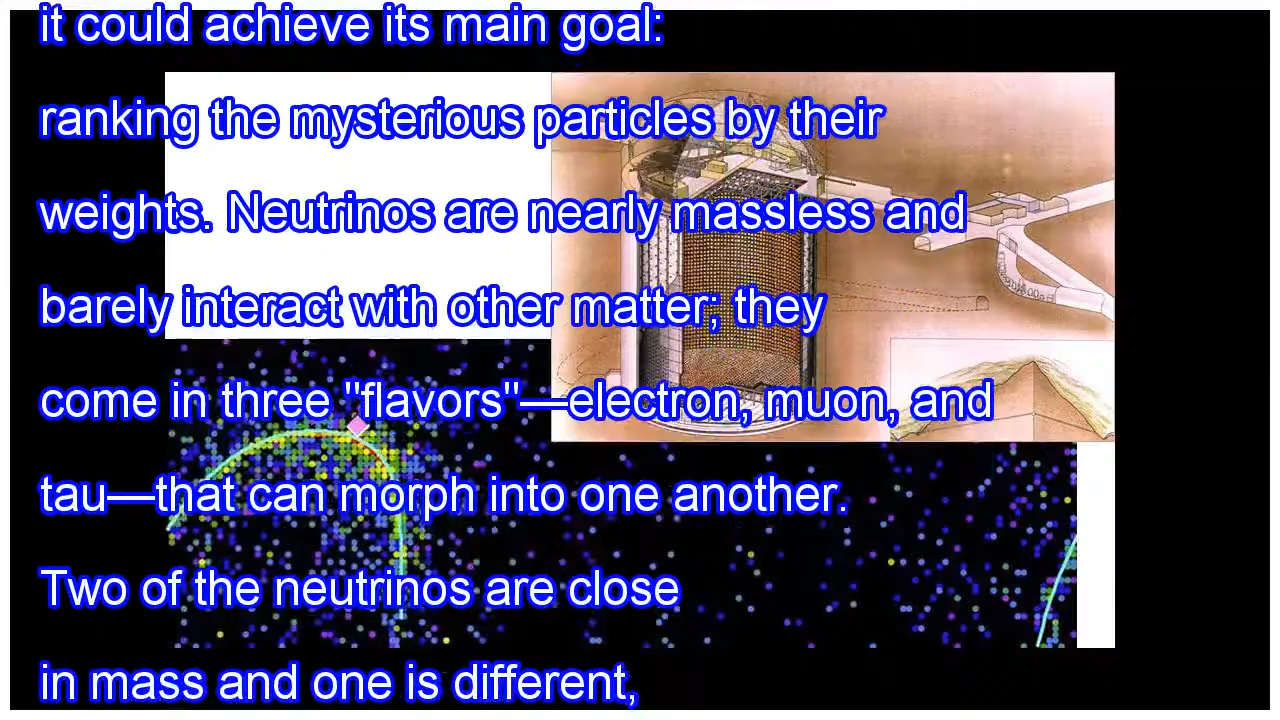 it could achieve its main goal:
ranking the mysterious particles by their
weights. Neutrinos are nearly massless and
barely interact with other matter; they
come in three "flavors"—electron, muon, and
tau—that can morph into one another.
Two of the neutrinos are close
in mass and one is different,